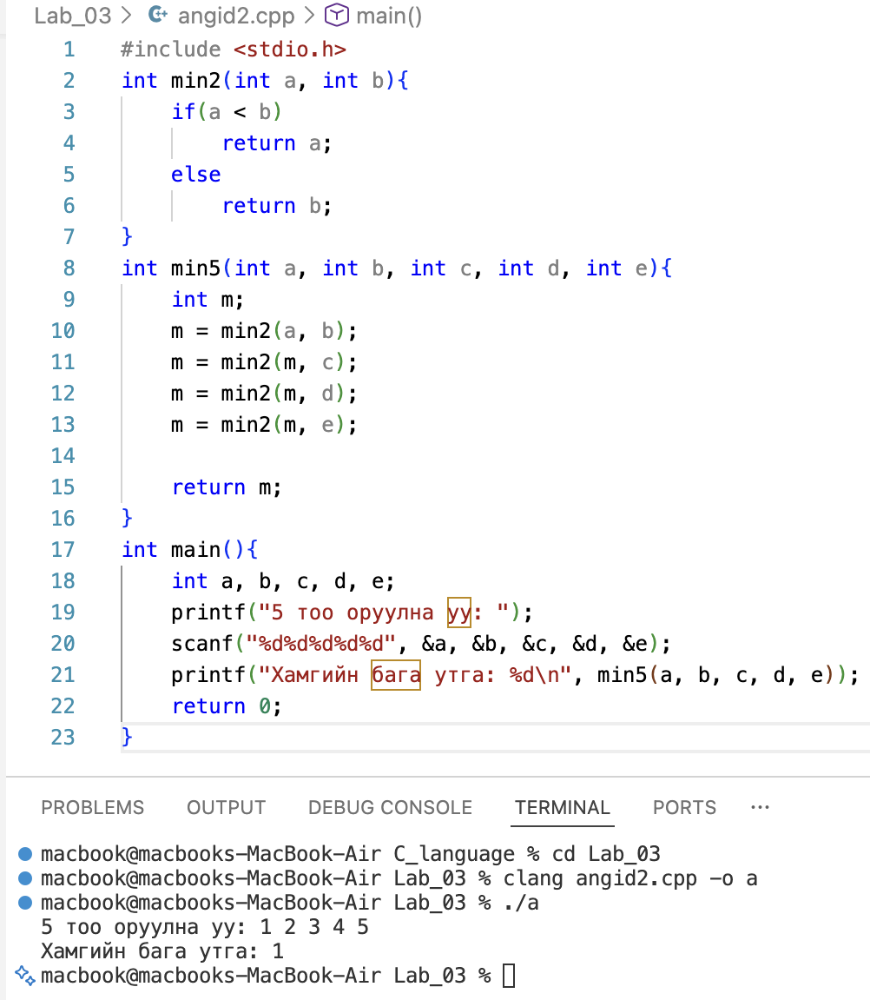 Lab_03 > angid2.cpp > main()
1 #include <stdio.h>
2 int min2(int a, int b){
3     if(a < b)
4         return a;
5     else
6         return b;
7 }
8 int min5(int a, int b, int c, int d, int e){
9     int m;
10     m = min2(a, b);
11     m = min2(m, c);
12     m = min2(m, d);
13     m = min2(m, e);
14
15     return m;
16 }
17 int main(){
18     int a, b, c, d, e;
19     printf("5 тоо оруулна уу: ");
20     scanf("%d%d%d%d%d", &a, &b, &c, &d, &e);
21     printf("Хамгийн бага утга: %d\n", min5(a, b, c, d, e));
22     return 0;
23 }
PROBLEMS OUTPUT DEBUG CONSOLE TERMINAL PORTS ...
macbook@macbooks-MacBook-Air C_language % cd Lab_03
macbook@macbooks-MacBook-Air Lab_03 % clang angid2.cpp -o a
macbook@macbooks-MacBook-Air Lab_03 % ./a
5 тоо оруулна уу: 1 2 3 4 5
Хамгийн бага утга: 1
macbook@macbooks-MacBook-Air Lab_03 %